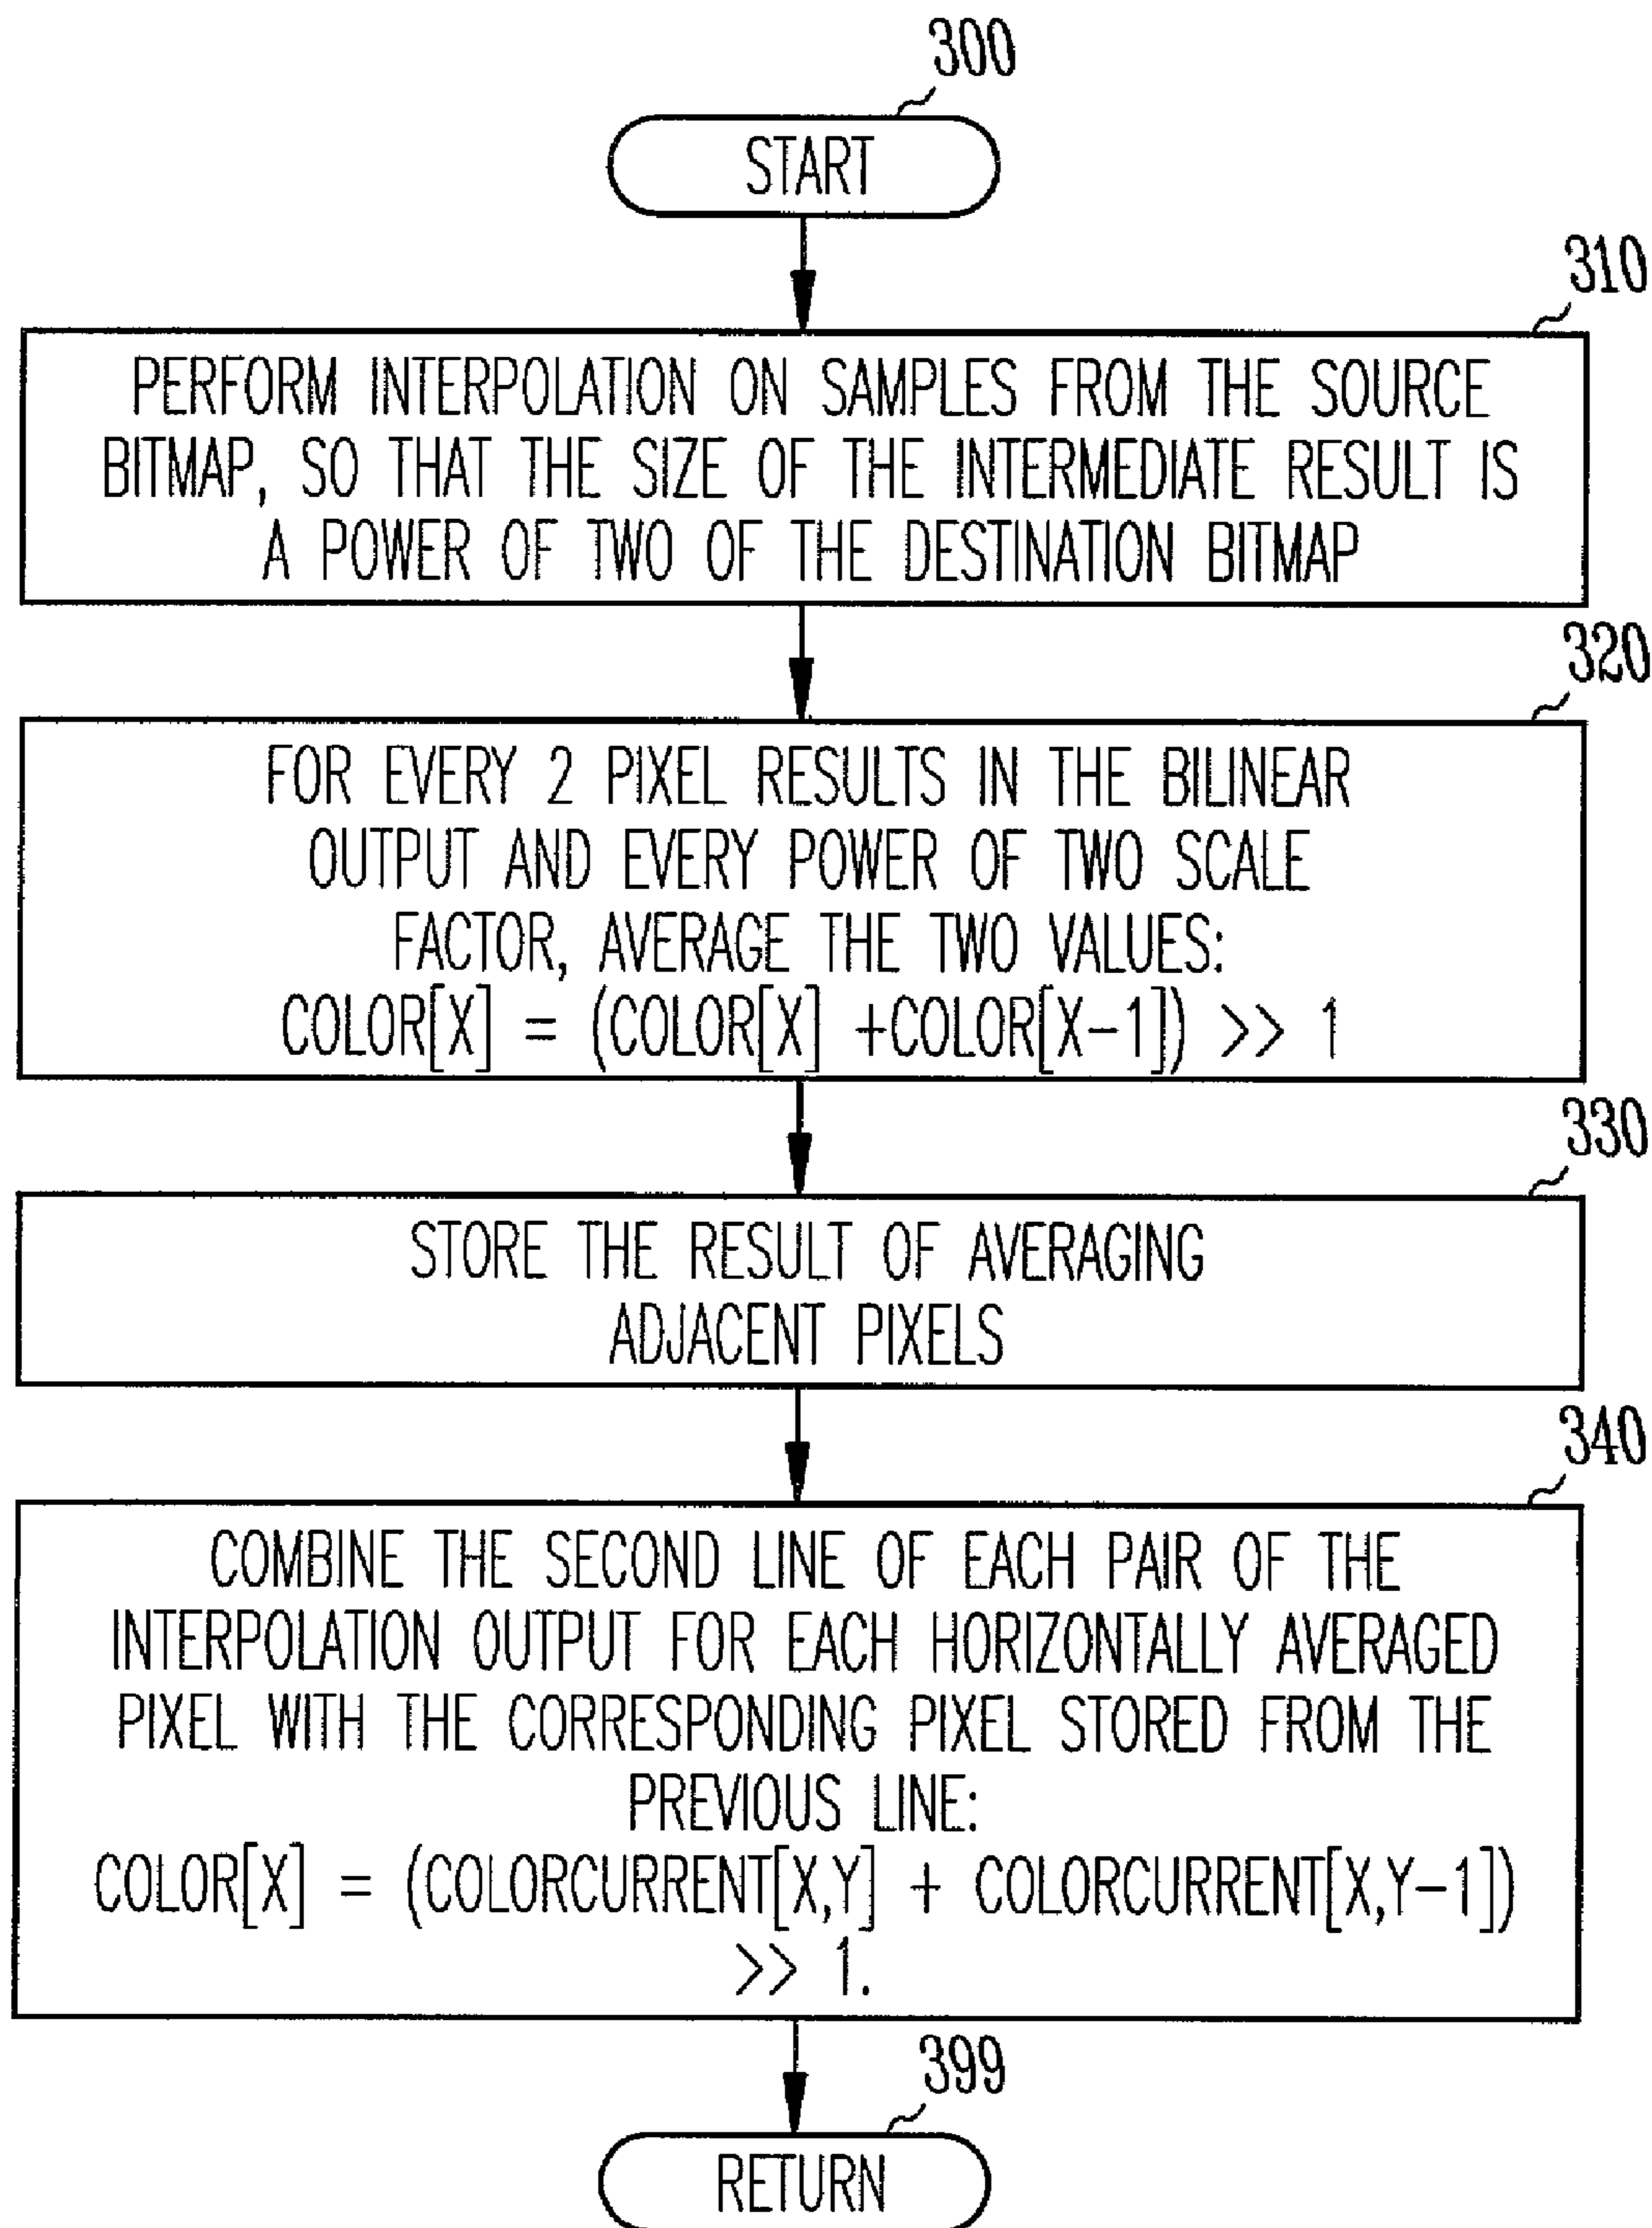 300
START
310
PERFORM INTERPOLATION ON SAMPLES FROM THE SOURCE
BITMAP, SO THAT THE SIZE OF THE INTERMEDIATE RESULT IS
A POWER OF TWO OF THE DESTINATION BITMAP
320
FOR EVERY 2 PIXEL RESULTS IN THE BILINEAR
OUTPUT AND EVERY POWER OF TWO SCALE
FACTOR, AVERAGE THE TWO VALUES:
COLOR[X] = (COLOR[X] +COLOR[X-1]) >> 1
330
STORE THE RESULT OF AVERAGING
ADJACENT PIXELS
340
COMBINE THE SECOND LINE OF EACH PAIR OF THE
INTERPOLATION OUTPUT FOR EACH HORIZONTALLY AVERAGED
PIXEL WITH THE CORRESPONDING PIXEL STORED FROM THE
PREVIOUS LINE:
COLOR[X] = (COLORCURRENT[X,Y] + COLORCURRENT[X,Y-1])
>> 1.
399
RETURN